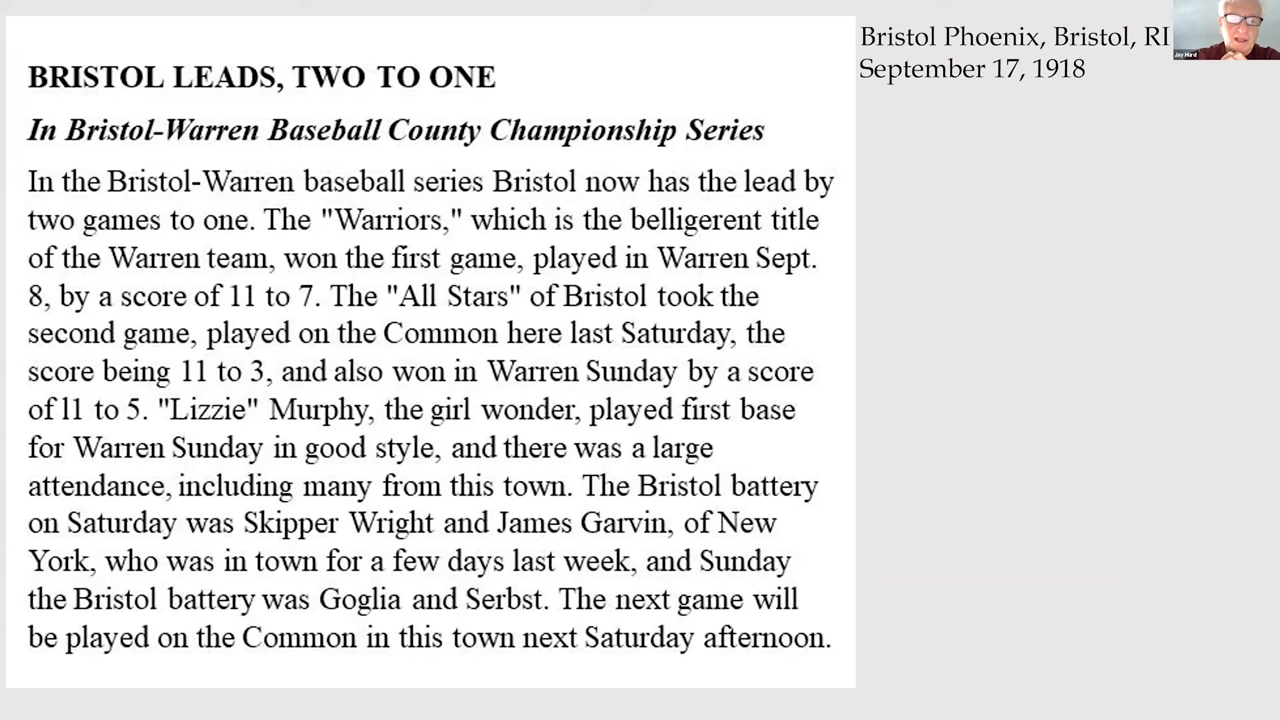 BRISTOL LEADS, TWO TO ONE
In Bristol-Warren Baseball County Championship Series
In the Bristol-Warren baseball series Bristol now has the lead by
two games to one. The "Warriors," which is the belligerent title
of the Warren team, won the first game, played in Warren Sept.
8, by a score of 11 to 7. The "All Stars" of Bristol took the
second game, played on the Common here last Saturday, the
score being 11 to 3, and also won in Warren Sunday by a score
of l1 to 5. "Lizzie" Murphy, the girl wonder, played first base
for Warren Sunday in good style, and there was a large
attendance, including many from this town. The Bristol battery
on Saturday was Skipper Wright and James Garvin, of New
York, who was in town for a few days last week, and Sunday
the Bristol battery was Goglia and Serbst. The next game will
be played on the Common in this town next Saturday afternoon.
Bristol Phoenix, Bristol, RI
September 17, 1918
Jay Hurd